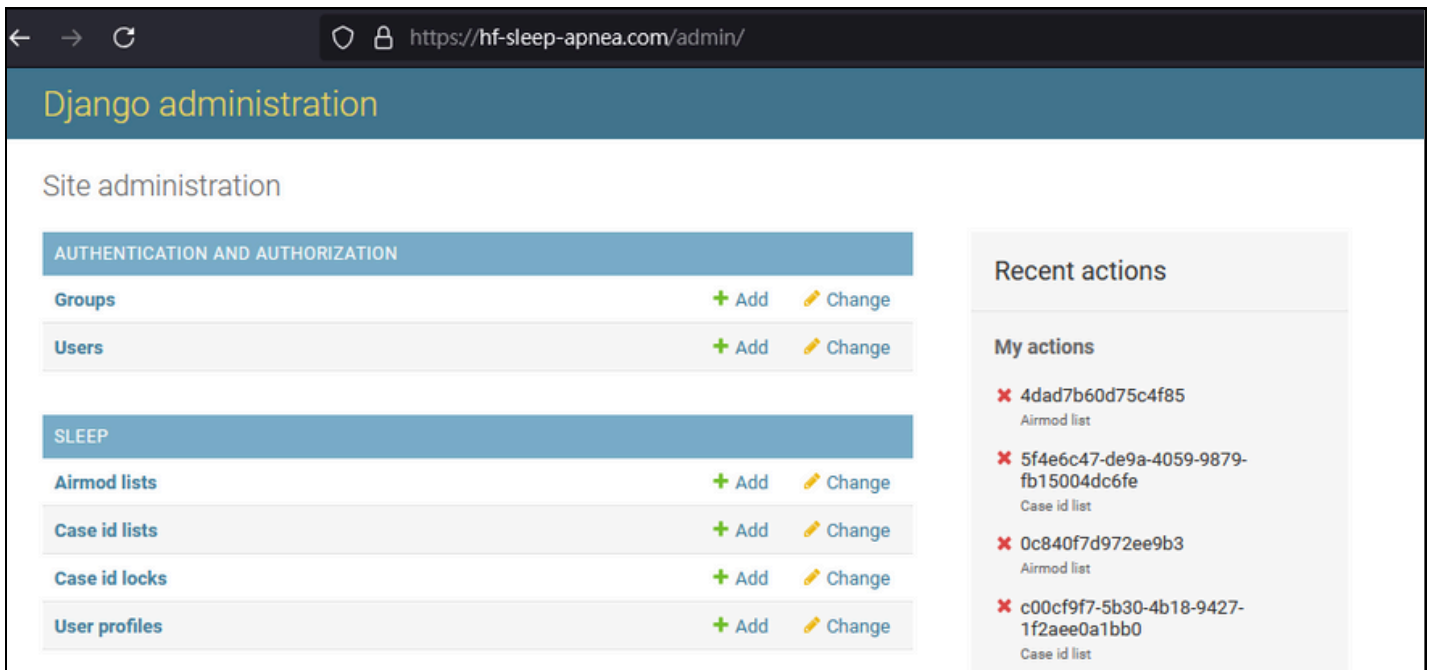 https://hf-sleep-apnea.com/admin/
Django administration
Site administration
AUTHENTICATION AND AUTHORIZATION
Groups + Add Change
Users + Add Change
SLEEP
Airmod lists + Add Change
Case id lists + Add Change
Case id locks + Add Change
User profiles + Add Change
Recent actions
My actions
4dad7b60d75c4f85
Airmod list
5f4e6c47-de9a-4059-9879-
fb15004dc6fe
Case id list
0c840f7d972ee9b3
Airmod list
c00cf9f7-5b30-4b18-9427-
1f2aee0a1bb0
Case id list